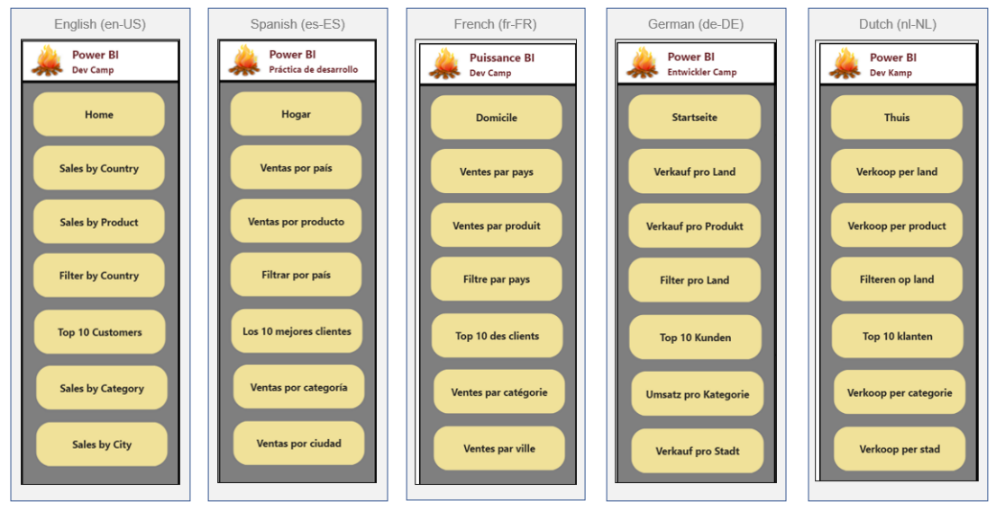 English (en-US)
Power BI
Dev Camp
Home
Sales by Country
Sales by Product
Filter by Country
Top 10 Customers
Sales by Category
Sales by City
Spanish (es-ES)
Power BI
Práctica de desarrollo
Hogar
Ventas por país
Ventas por producto
Filtrar por país
Los 10 mejores clientes
Ventas por categoría
Ventas por ciudad
French (fr-FR)
Puissance BI
Dev Camp
Domicile
Ventes par pays
Ventes par produit
Filtre par pays
Top 10 des clients
Ventes par catégorie
Ventes par ville
German (de-DE)
Power BI
Entwickler Camp
Startseite
Verkauf pro Land
Verkauf pro Produkt
Filter pro Land
Top 10 Kunden
Umsatz pro Kategorie
Verkauf pro Stadt
Dutch (nl-NL)
Power BI
Dev Kamp
Thuis
Verkoop per land
Verkoop per product
Filteren op land
Top 10 klanten
Verkoop per categorie
Verkoop per stad